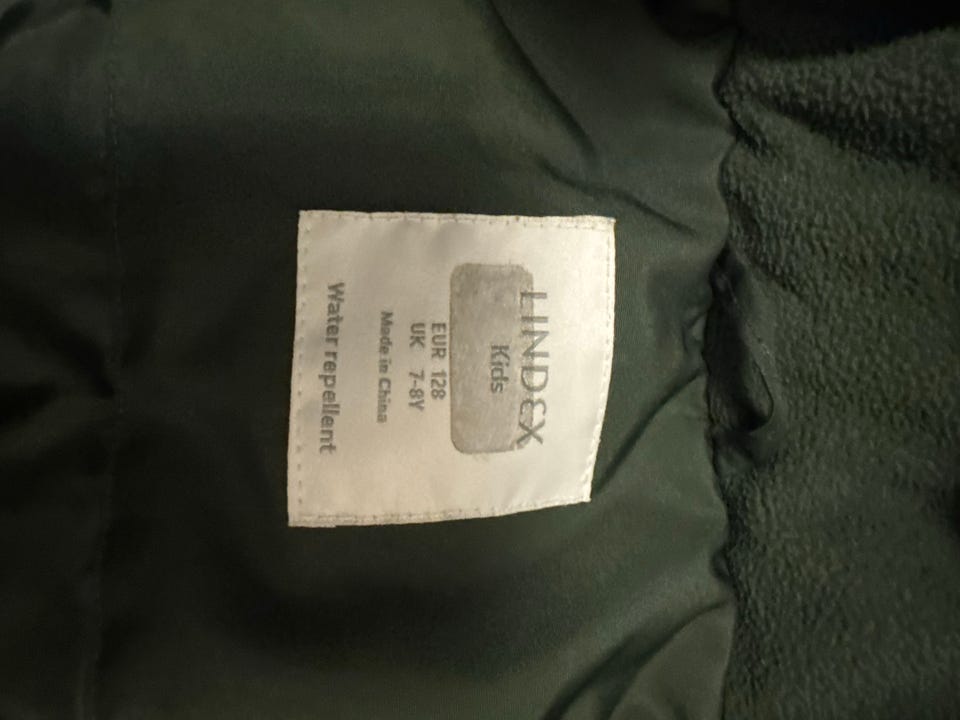 LINDEX
Kids
EUR 128
UK 7-8Y
Made in China
Water repellent